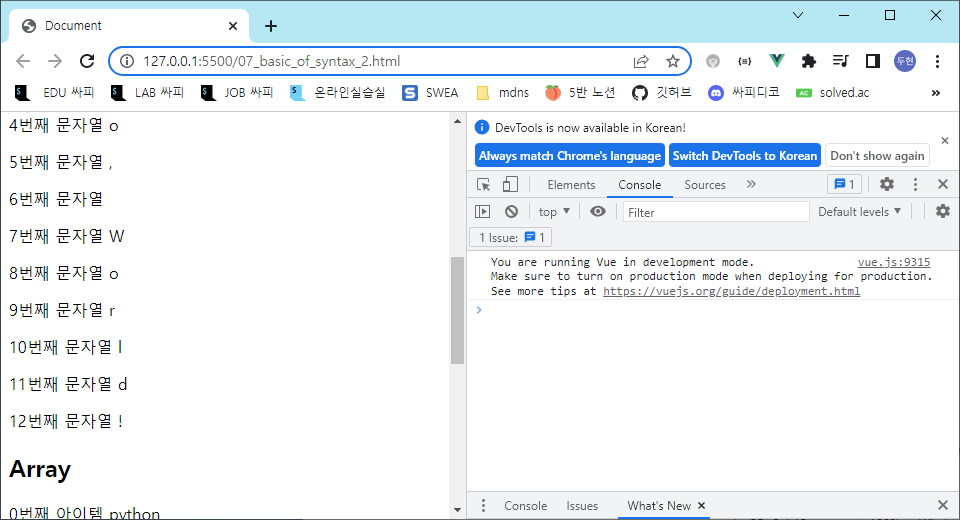 Document
127.0.0.1:5500/07_basic_of_syntax_2.html
두현
EDU 싸피 LAB 싸피 JOB 싸피 온라인실습실 SWEA mdns 5반 노션 깃허브 싸피디코 solved.ac »
4번째 문자열 o
5번째 문자열 ,
6번째 문자열
7번째 문자열 W
8번째 문자열 o
9번째 문자열 r
10번째 문자열 l
11번째 문자열 d
12번째 문자열 !
Array
0번째 아이템 python
DevTools is now available in Korean!
Always match Chrome's language Switch DevTools to Korean Don't show again
Elements Console Sources » 1
top Filter Default levels
1 Issue: 1
You are running Vue in development mode. vue.js:9315
Make sure to turn on production mode when deploying for production.
See more tips at https://vuejs.org/guide/deployment.html
Console Issues What's New